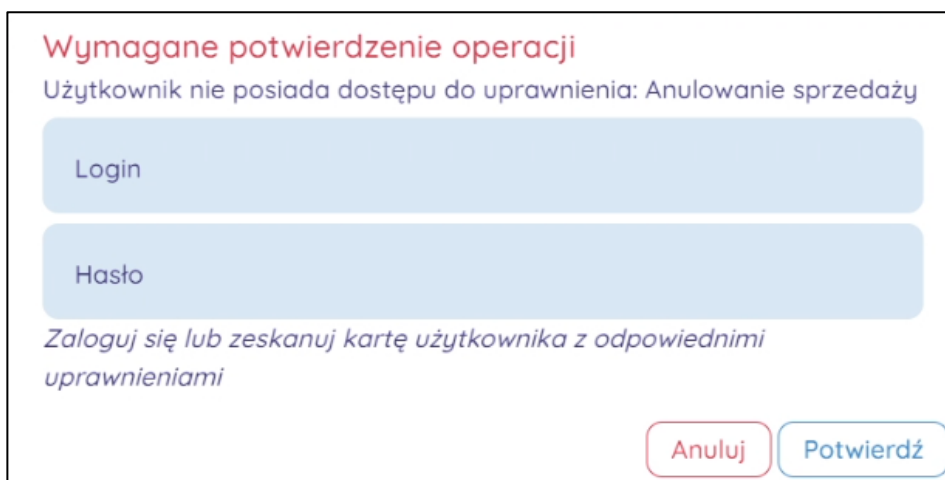 Wymagane potwierdzenie operacji
Użytkownik nie posiada dostępu do uprawnienia: Anulowanie sprzedaży
Login
Hasło
Zaloguj się lub zeskanuj kartę użytkownika z odpowiednimi
uprawnieniami
Anuluj Potwierdź